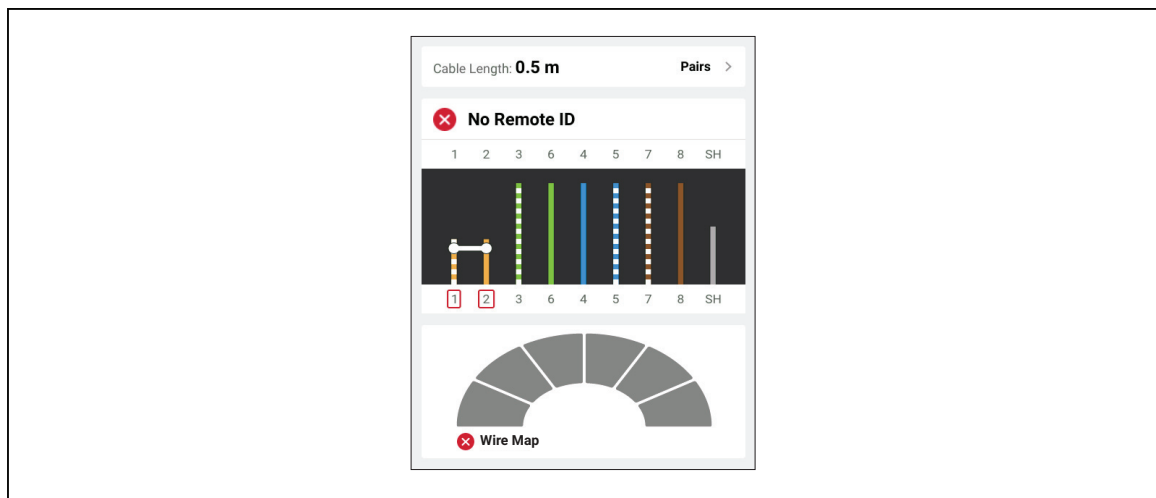 Cable Length: 0.5 m Pairs >
No Remote ID
1 2 3 6 4 5 7 8 SH
1 2 3 6 4 5 7 8 SH
Wire Map